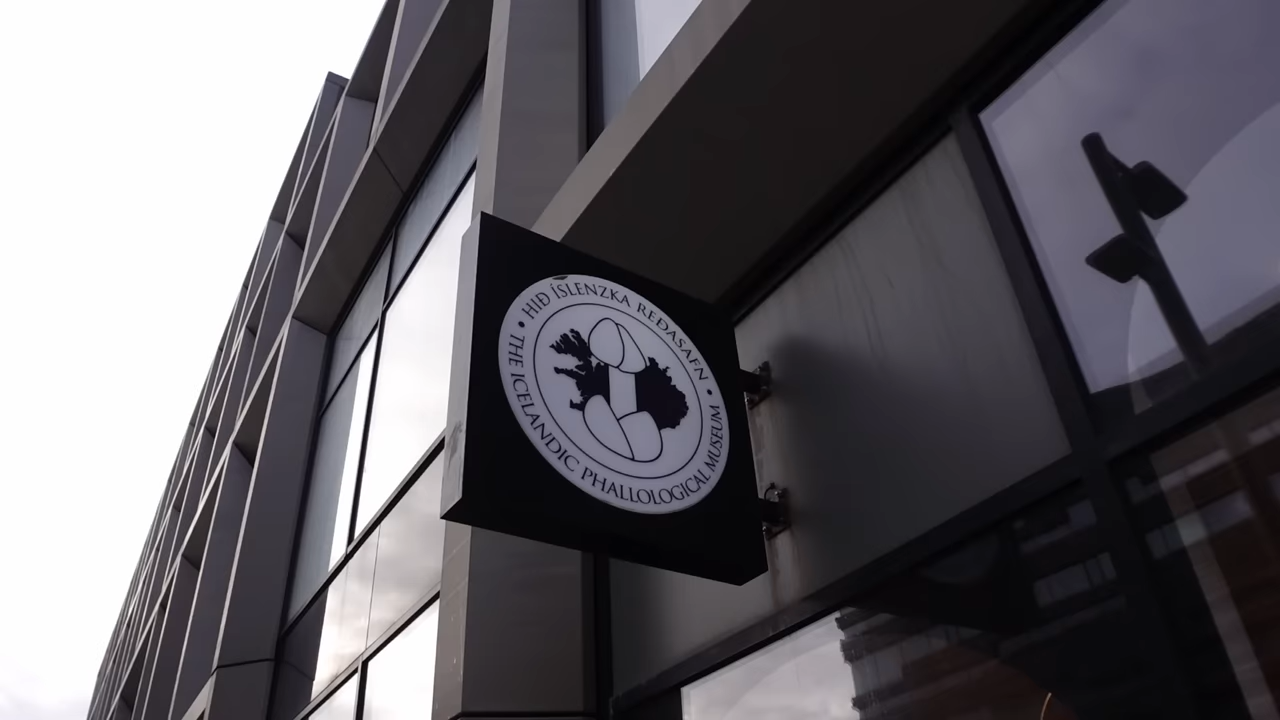 • HIÐ ÍSLENZKA REÐASAFN •
THE ICELANDIC PHALLOLOGICAL MUSEUM